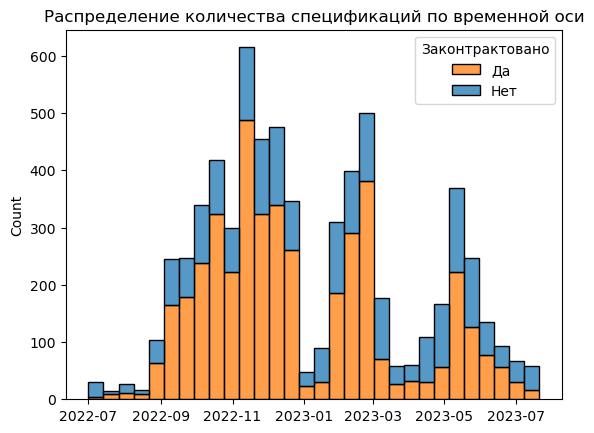 Распределение количества спецификаций по временной оси
Законтрактовано
Да
Нет
Count
600
500
400
300
200
100
0
2022-07 2022-09 2022-11 2023-01 2023-03 2023-05 2023-07